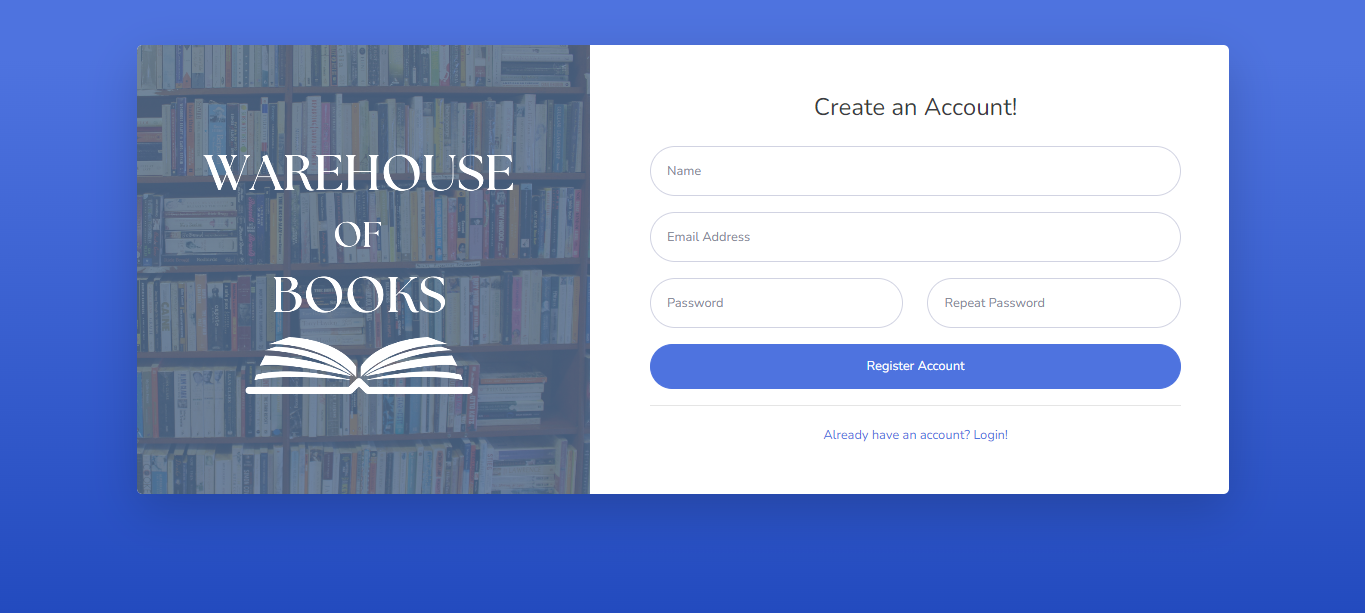 WAREHOUSE
OF
BOOKS
Create an Account!
Name
Email Address
Password
Repeat Password
Register Account
Already have an account? Login!